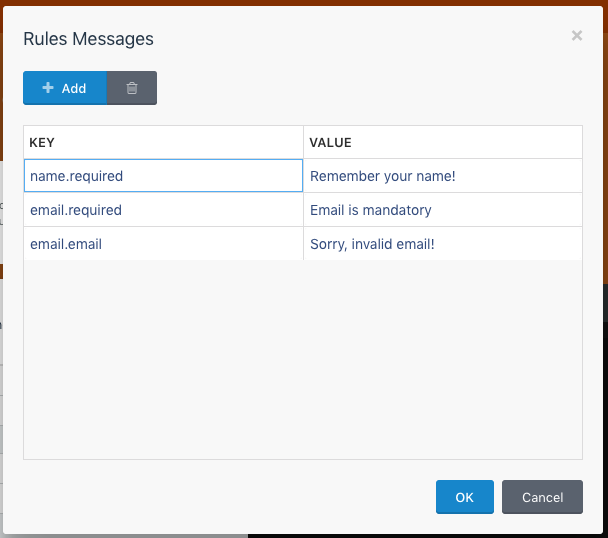 Rules Messages
×
+ Add
KEY VALUE
name.required Remember your name!
email.required Email is mandatory
email.email Sorry, invalid email!
OK Cancel